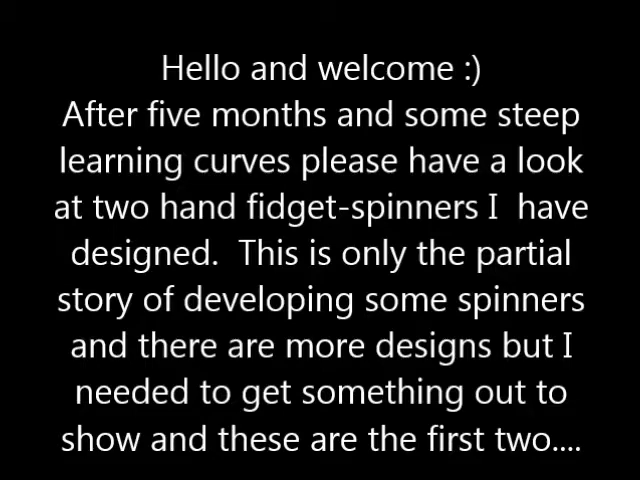 Hello and welcome :)
After five months and some steep
learning curves please have a look
at two hand fidget-spinners I  have
designed.  This is only the partial
story of developing some spinners
and there are more designs but I
needed to get something out to
show and these are the first two....